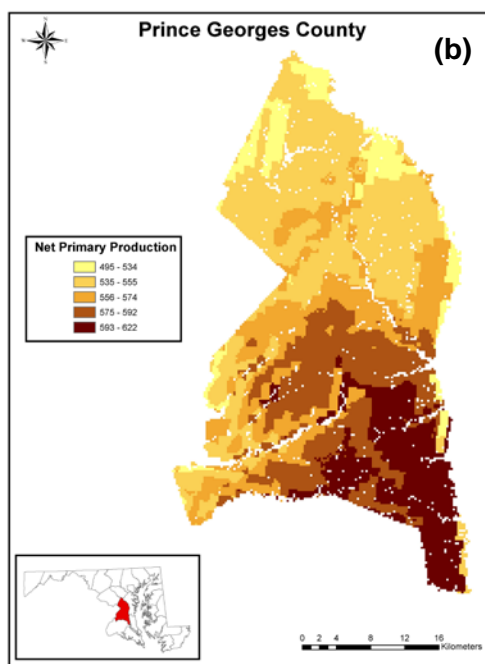 Prince Georges County
(b)
Net Primary Production
495 - 534
535 - 555
556 - 574
575 - 592
593 - 622
0 2 4 8 12 16
Kilometers